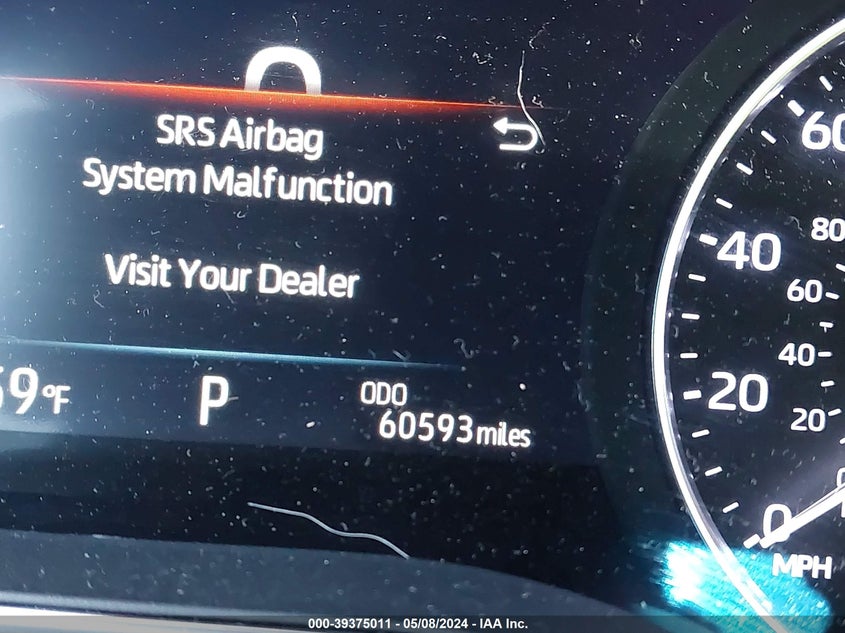 SRS Airbag
System Malfunction
Visit Your Dealer
59°F
P
ODO
60593 miles
60
80
40
60
40
20
20
0
MPH
000-39375011 - 05/08/2024 - IAA Inc.